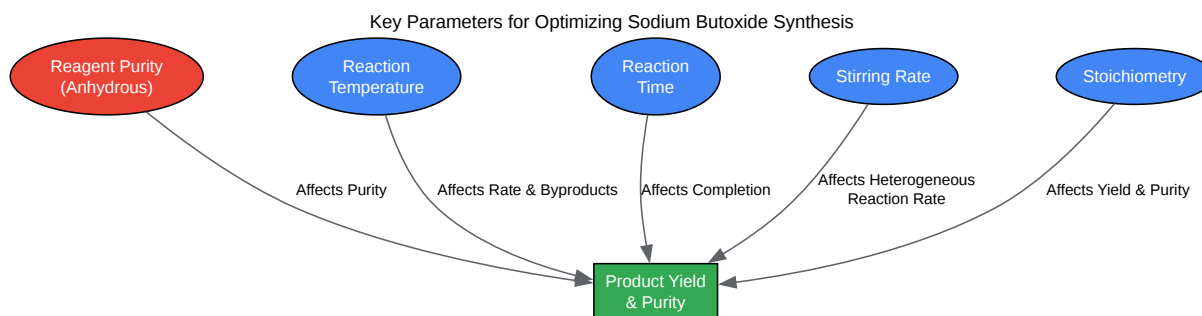 Key Parameters for Optimizing Sodium Butoxide Synthesis
Reagent Purity
(Anhydrous)
Reaction
Temperature
Reaction
Time
Stirring Rate
Stoichiometry
Affects Purity
Affects Rate & Byproducts
Affects Completion
Affects Heterogeneous
Reaction Rate
Affects Yield & Purity
Product Yield
& Purity